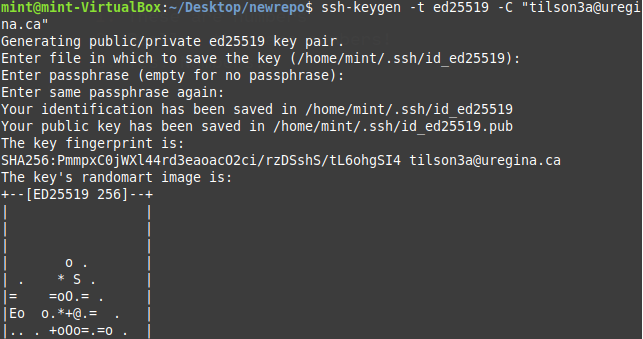 mint@mint-VirtualBox:~/Desktop/newrepo$ ssh-keygen -t ed25519 -C "tilson3a@uregi
na.ca"
Generating public/private ed25519 key pair.
Enter file in which to save the key (/home/mint/.ssh/id_ed25519):
Enter passphrase (empty for no passphrase):
Enter same passphrase again:
Your identification has been saved in /home/mint/.ssh/id_ed25519
Your public key has been saved in /home/mint/.ssh/id_ed25519.pub
The key fingerprint is:
SHA256:PmmpxC0jWXl44rd3eaoacO2ci/rzDSshS/tL6ohgSI4 tilson3a@uregina.ca
The key's randomart image is:
+--[ED25519 256]--+
|                 |
|                 |
|                 |
|       o .       |
| .    * S .      |
|=    =oO.= .     |
|Eo  o.*+@.=  .   |
|.. . +oOo=.=o .  |